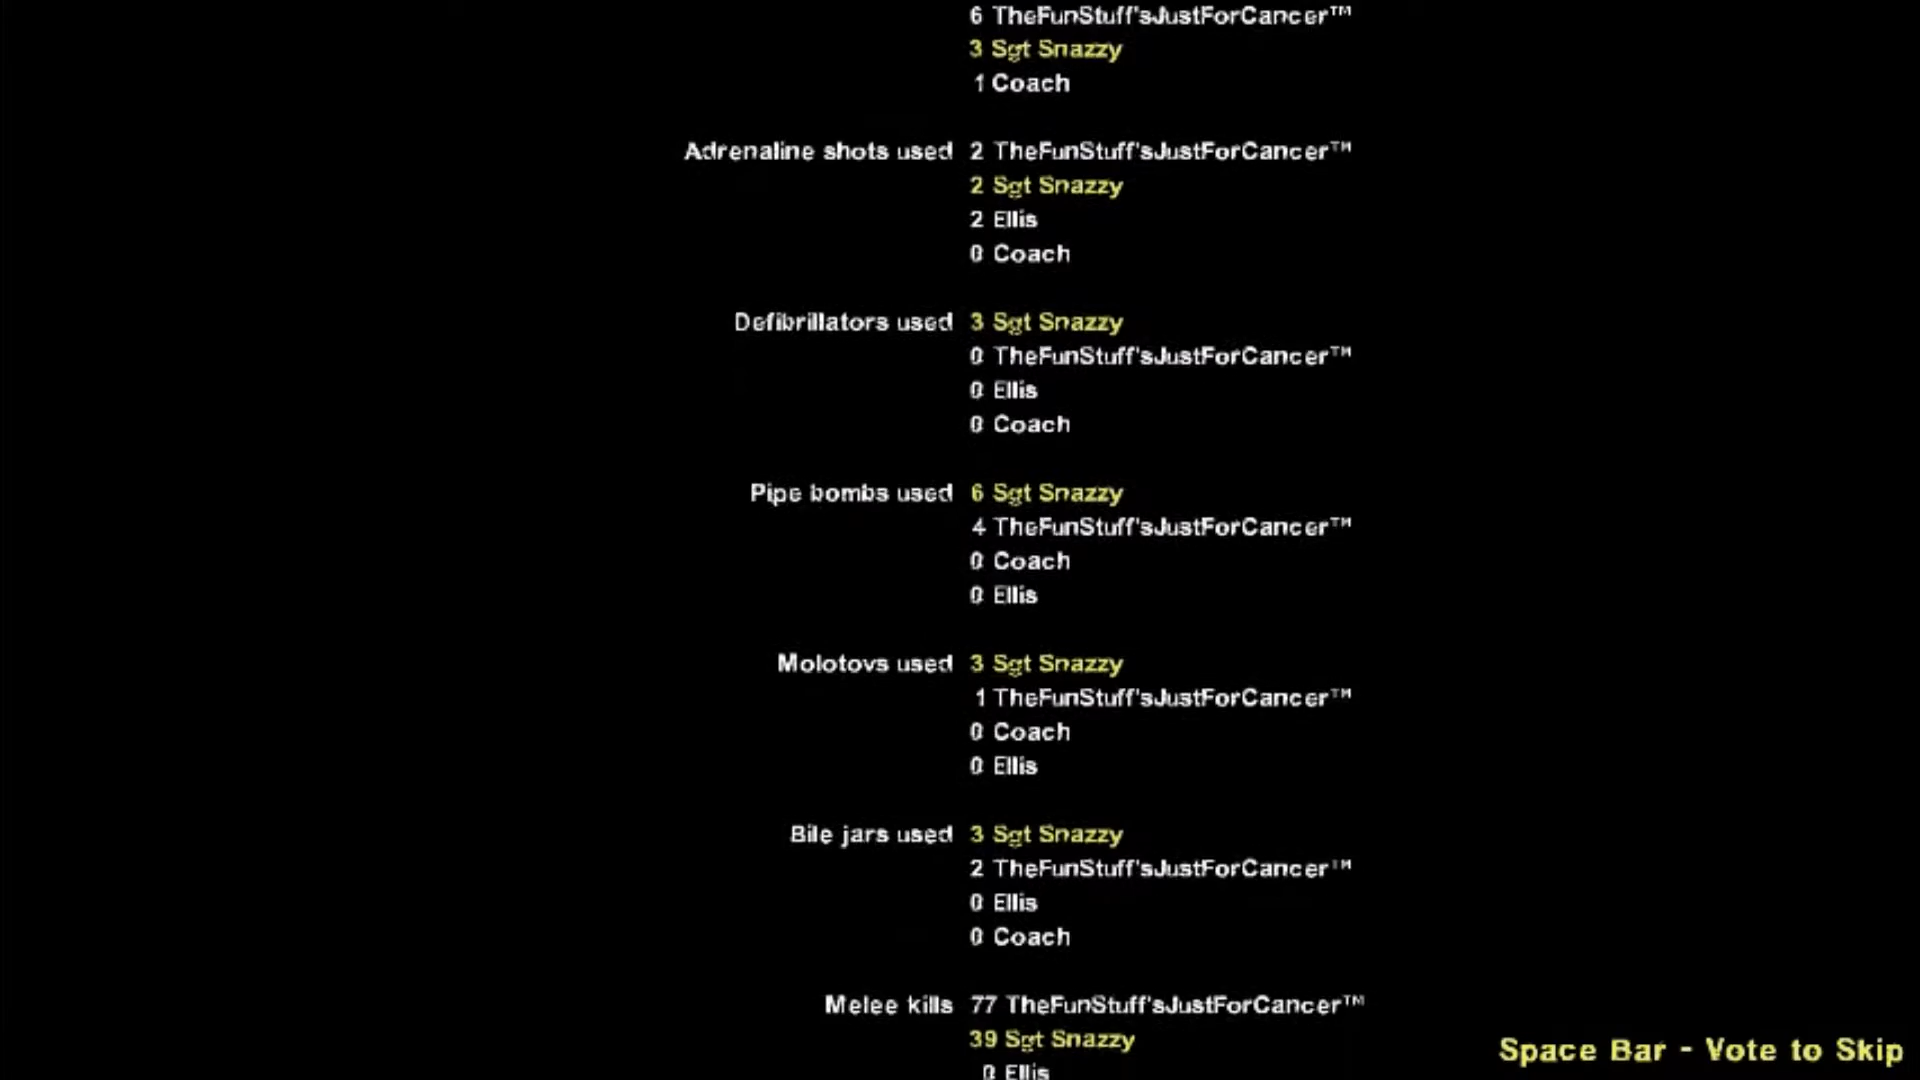 6 TheFunStuff'sJustForCancer™
3 Sgt Snazzy
1 Coach
Adrenaline shots used 2 TheFunStuff'sJustForCancer™
2 Sgt Snazzy
2 Ellis
0 Coach
Defibrillators used 3 Sgt Snazzy
0 TheFunStuff'sJustForCancer™
0 Ellis
0 Coach
Pipe bombs used 6 Sgt Snazzy
4 TheFunStuff'sJustForCancer™
0 Coach
0 Ellis
Molotovs used 3 Sgt Snazzy
1 TheFunStuff'sJustForCancer™
0 Coach
0 Ellis
Bile jars used 3 Sgt Snazzy
2 TheFunStuff'sJustForCancer™
0 Ellis
0 Coach
Melee kills 77 TheFunStuff'sJustForCancer™
39 Sgt Snazzy
0 Ellis
Space Bar - Vote to Skip